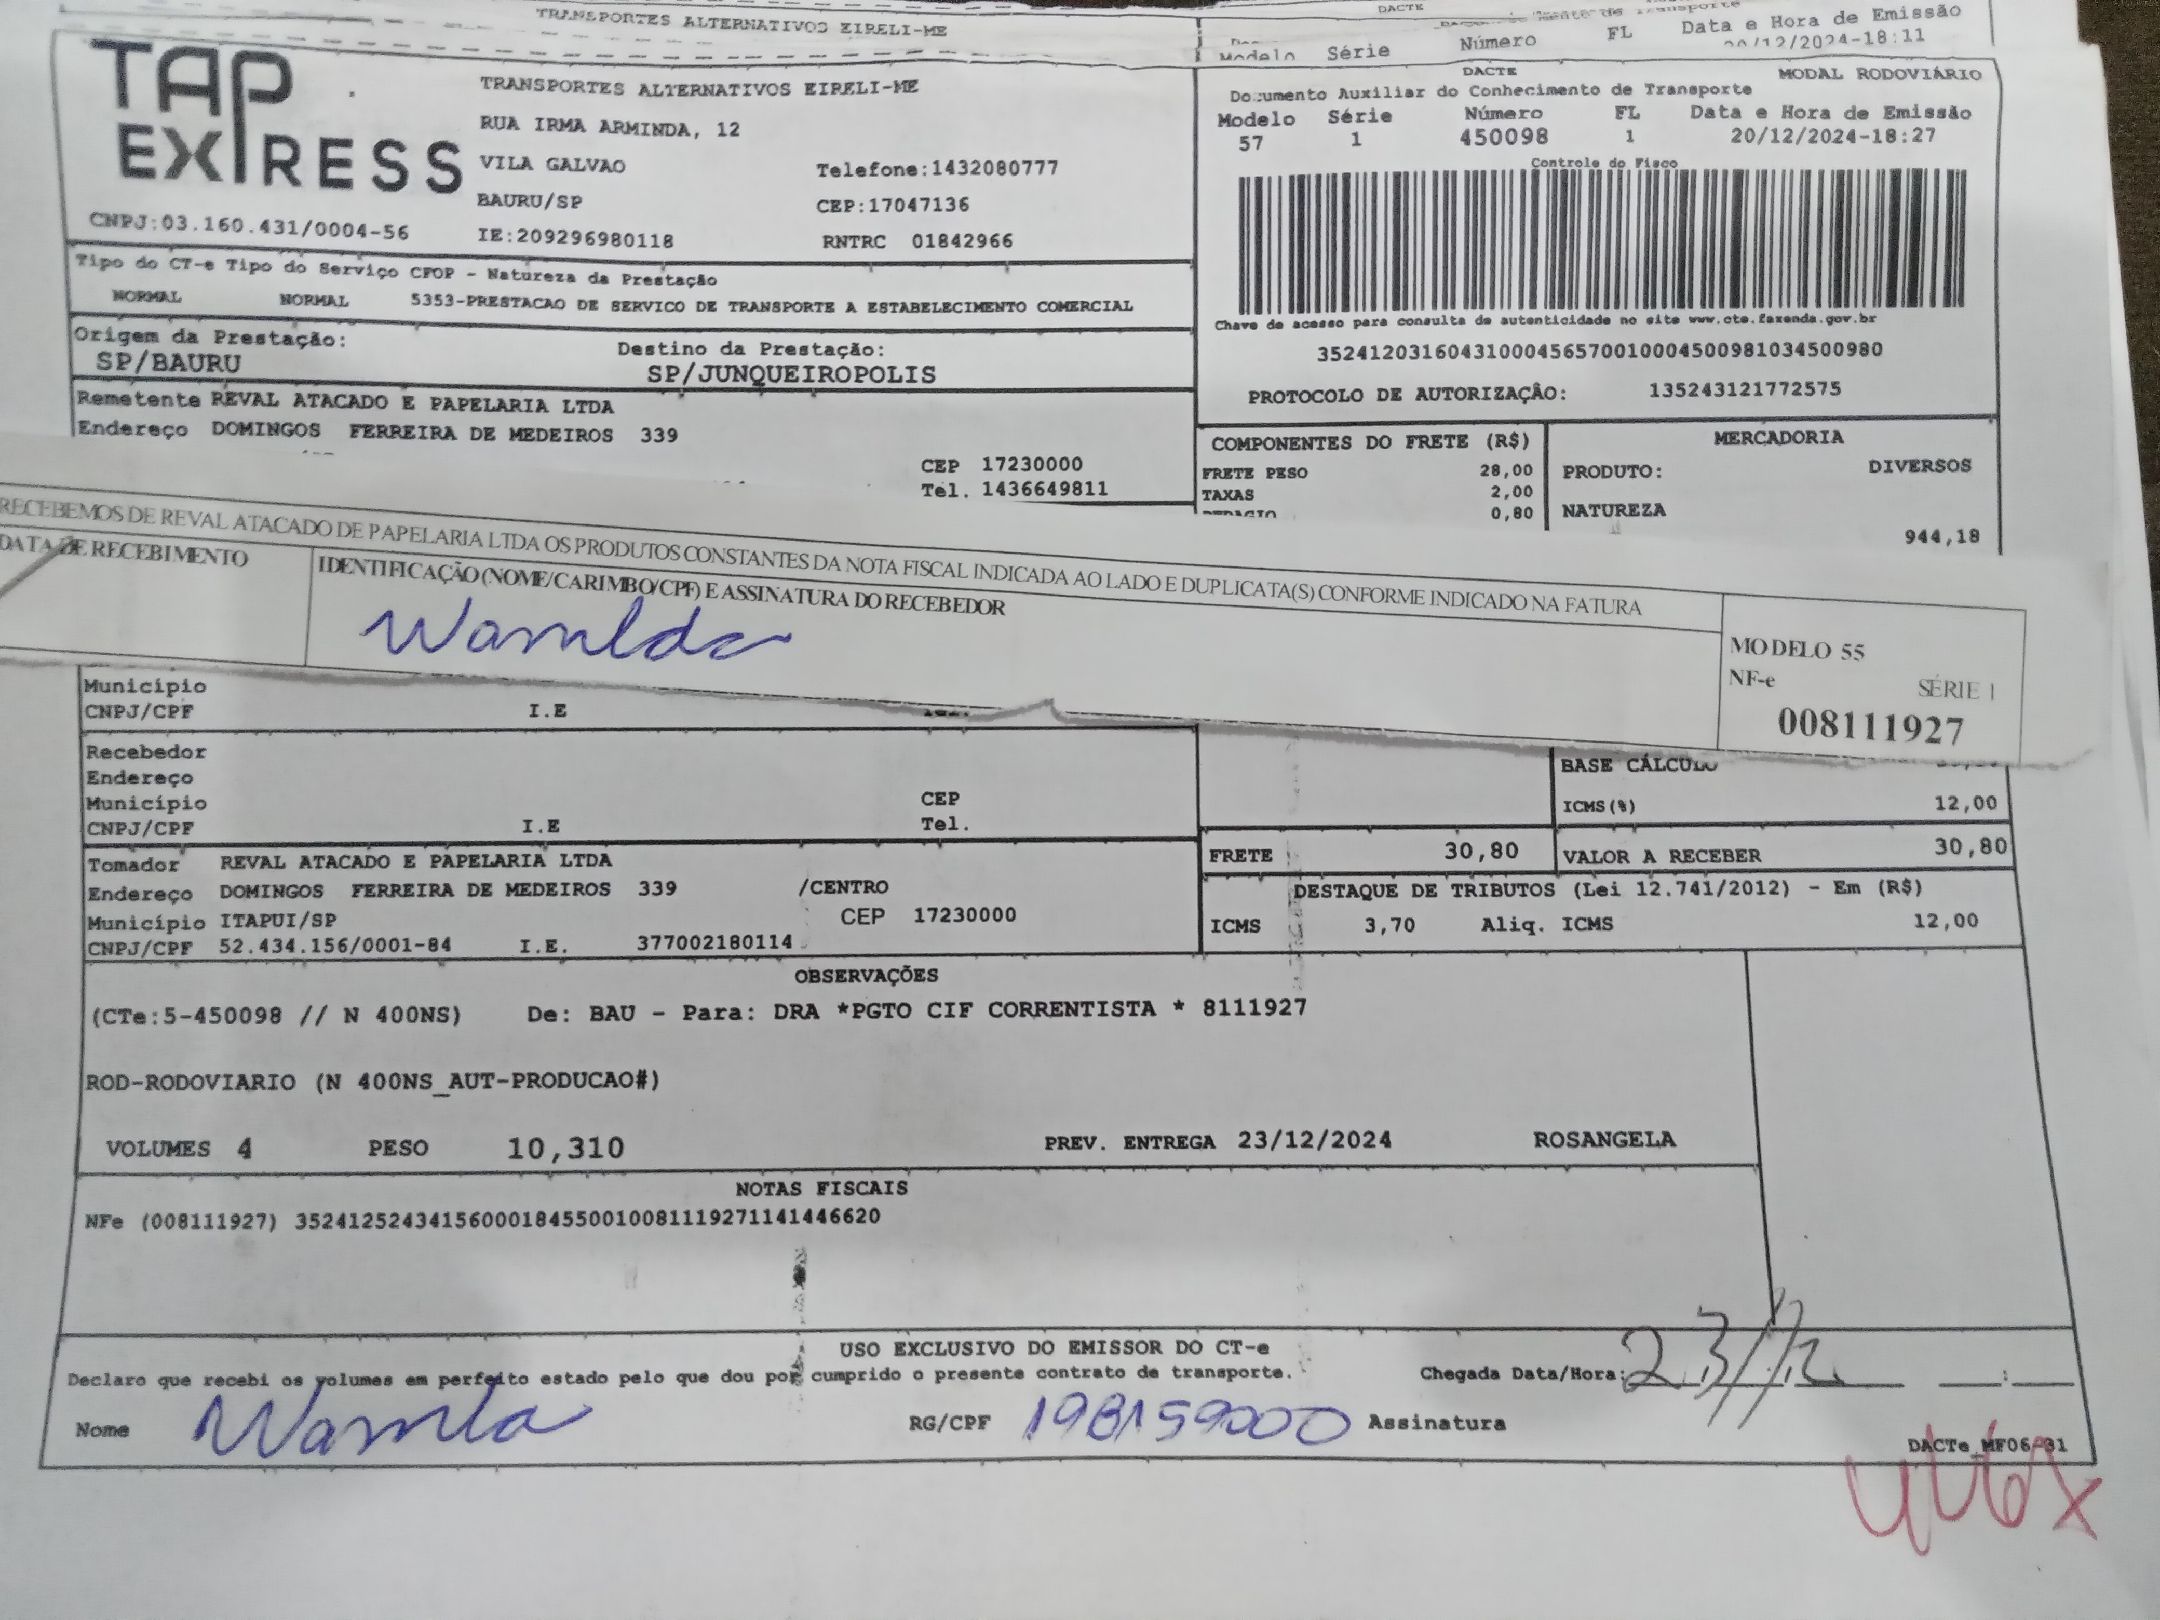 TRANSPORTES ALTERNATIVOS EIRELI-ME
DACTE
Modelo Série Número FL Data e Hora de Emissão
20/12/2024-18:11
TAP EXPRESS
TRANSPORTES ALTERNATIVOS EIRELI-ME
RUA IRMA ARMINDA, 12
VILA GALVAO Telefone:1432080777
BAURU/SP CEP:17047136
CNPJ:03.160.431/0004-56 IE:209296980118 RNTRC 01842966
DACTE MODAL RODOVIÁRIO
Documento Auxiliar do Conhecimento de Transporte
Modelo Série Número FL Data e Hora de Emissão
57 1 450098 1 20/12/2024-18:27
Controle do Fisco
Chave de acesso para consulta de autenticidade no site www.cte.fazenda.gov.br
35241203160431000456570010004500981034500980
PROTOCOLO DE AUTORIZAÇÃO: 135243121772575
Tipo do CT-e Tipo do Serviço CFOP - Natureza da Prestação
NORMAL NORMAL 5353-PRESTACAO DE SERVICO DE TRANSPORTE A ESTABELECIMENTO COMERCIAL
Origem da Prestação: Destino da Prestação:
SP/BAURU SP/JUNQUEIROPOLIS
Remetente REVAL ATACADO E PAPELARIA LTDA
Endereço DOMINGOS FERREIRA DE MEDEIROS 339
CEP 17230000
Tel. 1436649811
COMPONENTES DO FRETE (R$) MERCADORIA
FRETE PESO 28,00 PRODUTO: DIVERSOS
TAXAS 2,00 NATUREZA
PEDAGIO 0,80 944,18
RECEBEMOS DE REVAL ATACADO DE PAPELARIA LTDA OS PRODUTOS CONSTANTES DA NOTA FISCAL INDICADA AO LADO E DUPLICATA(S) CONFORME INDICADO NA FATURA
DATA DE RECEBIMENTO IDENTIFICAÇÃO (NOME/CARIMBO/CPF) E ASSINATURA DO RECEBEDOR
MODELO 55
NF-e SÉRIE 1
008111927
Município
CNPJ/CPF I.E
Recebedor
Endereço
Município CEP
CNPJ/CPF I.E Tel.
BASE CÁLCULO
ICMS(%) 12,00
FRETE 30,80 VALOR A RECEBER 30,80
Tomador REVAL ATACADO E PAPELARIA LTDA
Endereço DOMINGOS FERREIRA DE MEDEIROS 339 /CENTRO
Município ITAPUI/SP CEP 17230000
CNPJ/CPF 52.434.156/0001-84 I.E. 377002180114
DESTAQUE DE TRIBUTOS (Lei 12.741/2012) - Em (R$)
ICMS 3,70 Aliq. ICMS 12,00
OBSERVAÇÕES
(CTe:5-450098 // N 400NS) De: BAU - Para: DRA *PGTO CIF CORRENTISTA * 8111927
ROD-RODOVIARIO (N 400NS_AUT-PRODUCAO#)
VOLUMES 4 PESO 10,310 PREV. ENTREGA 23/12/2024 ROSANGELA
NOTAS FISCAIS
NFe (008111927) 35241252434156000184550010081119271141446620
USO EXCLUSIVO DO EMISSOR DO CT-e
Declaro que recebi os volumes em perfeito estado pelo que dou por cumprido o presente contrato de transporte. Chegada Data/Hora: 23/12
Nome RG/CPF 198159000 Assinatura
DACTe_MF06-31